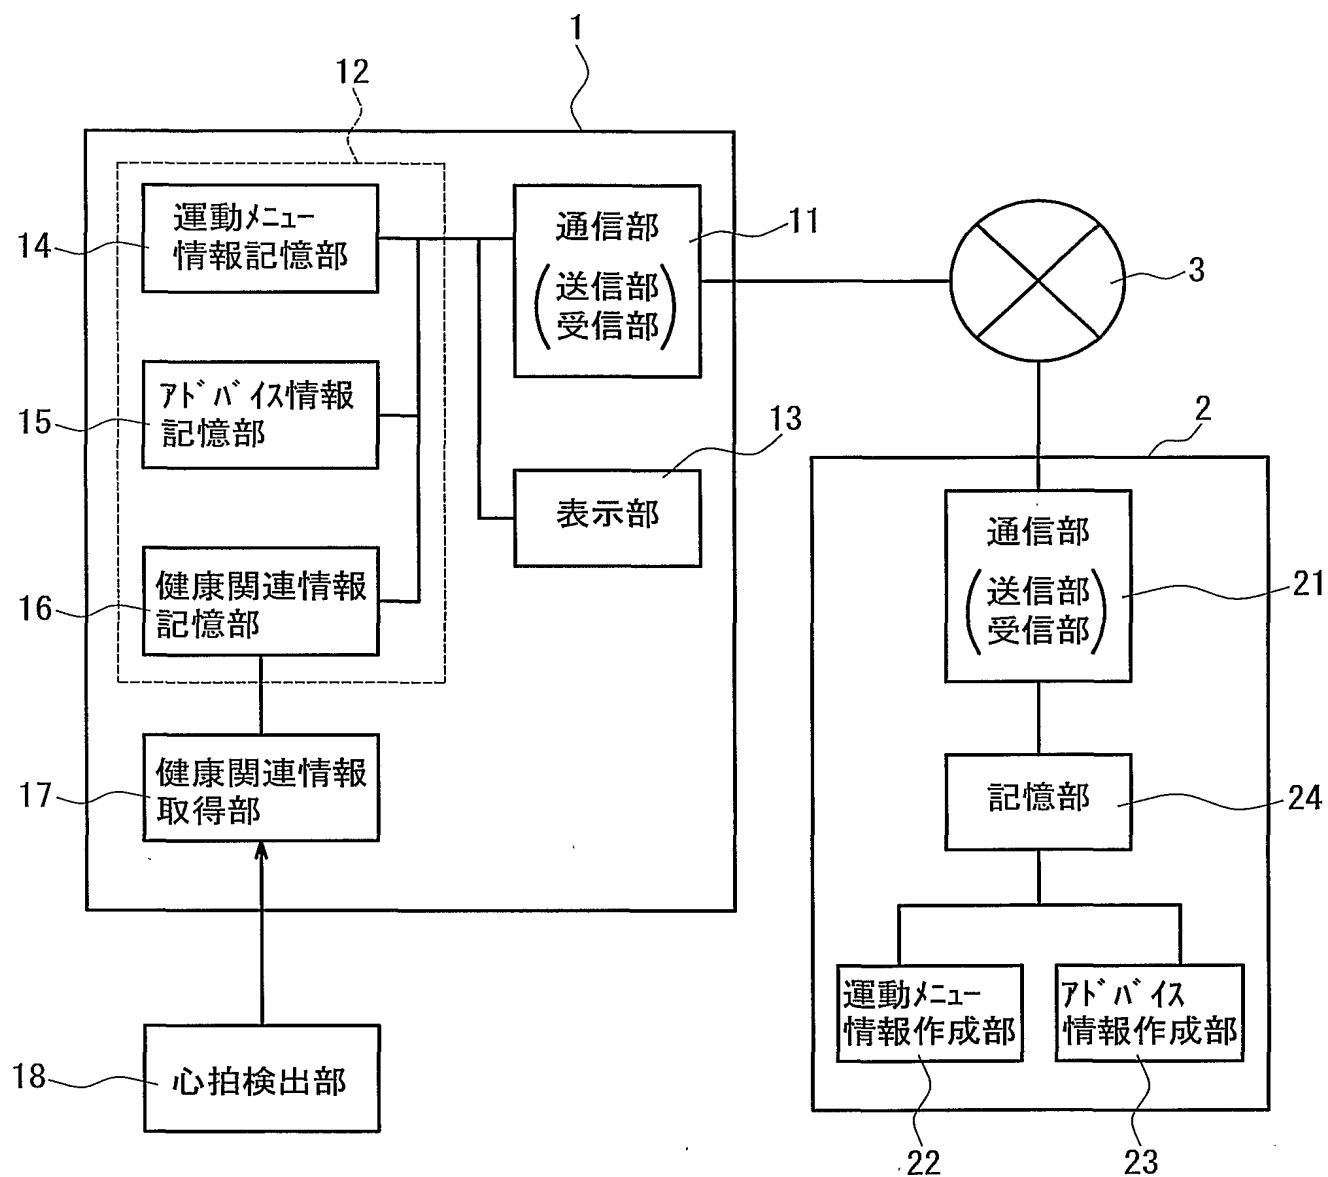 1
12
14
運動ﾒﾆｭｰ
情報記憶部
通信部
(送信部
受信部)
11
3
15
ｱﾄﾞﾊﾞｲｽ情報
記憶部
13
表示部
2
16
健康関連情報
記憶部
通信部
(送信部
受信部)
21
17
健康関連情報
取得部
記憶部
24
18
心拍検出部
運動ﾒﾆｭｰ
情報作成部
ｱﾄﾞﾊﾞｲｽ
情報作成部
22
23